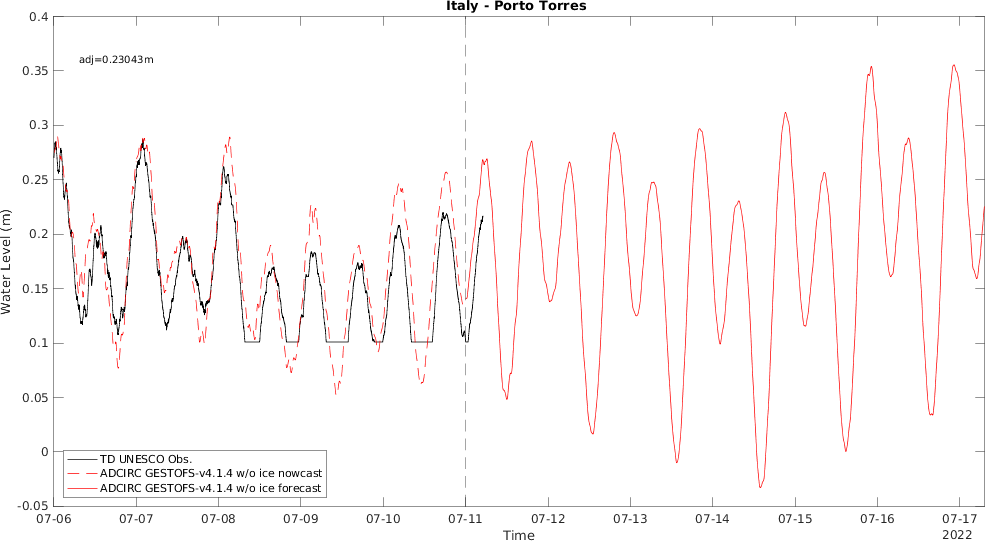 Italy - Porto Torres
adj=0.23043m
0.4
0.35
0.3
0.25
0.2
0.15
0.1
0.05
0
-0.05
Water Level (m)
TD UNESCO Obs.
ADCIRC GESTOFS-v4.1.4 w/o ice nowcast
ADCIRC GESTOFS-v4.1.4 w/o ice forecast
07-06 07-07 07-08 07-09 07-10 07-11 07-12 07-13 07-14 07-15 07-16 07-17
Time
2022